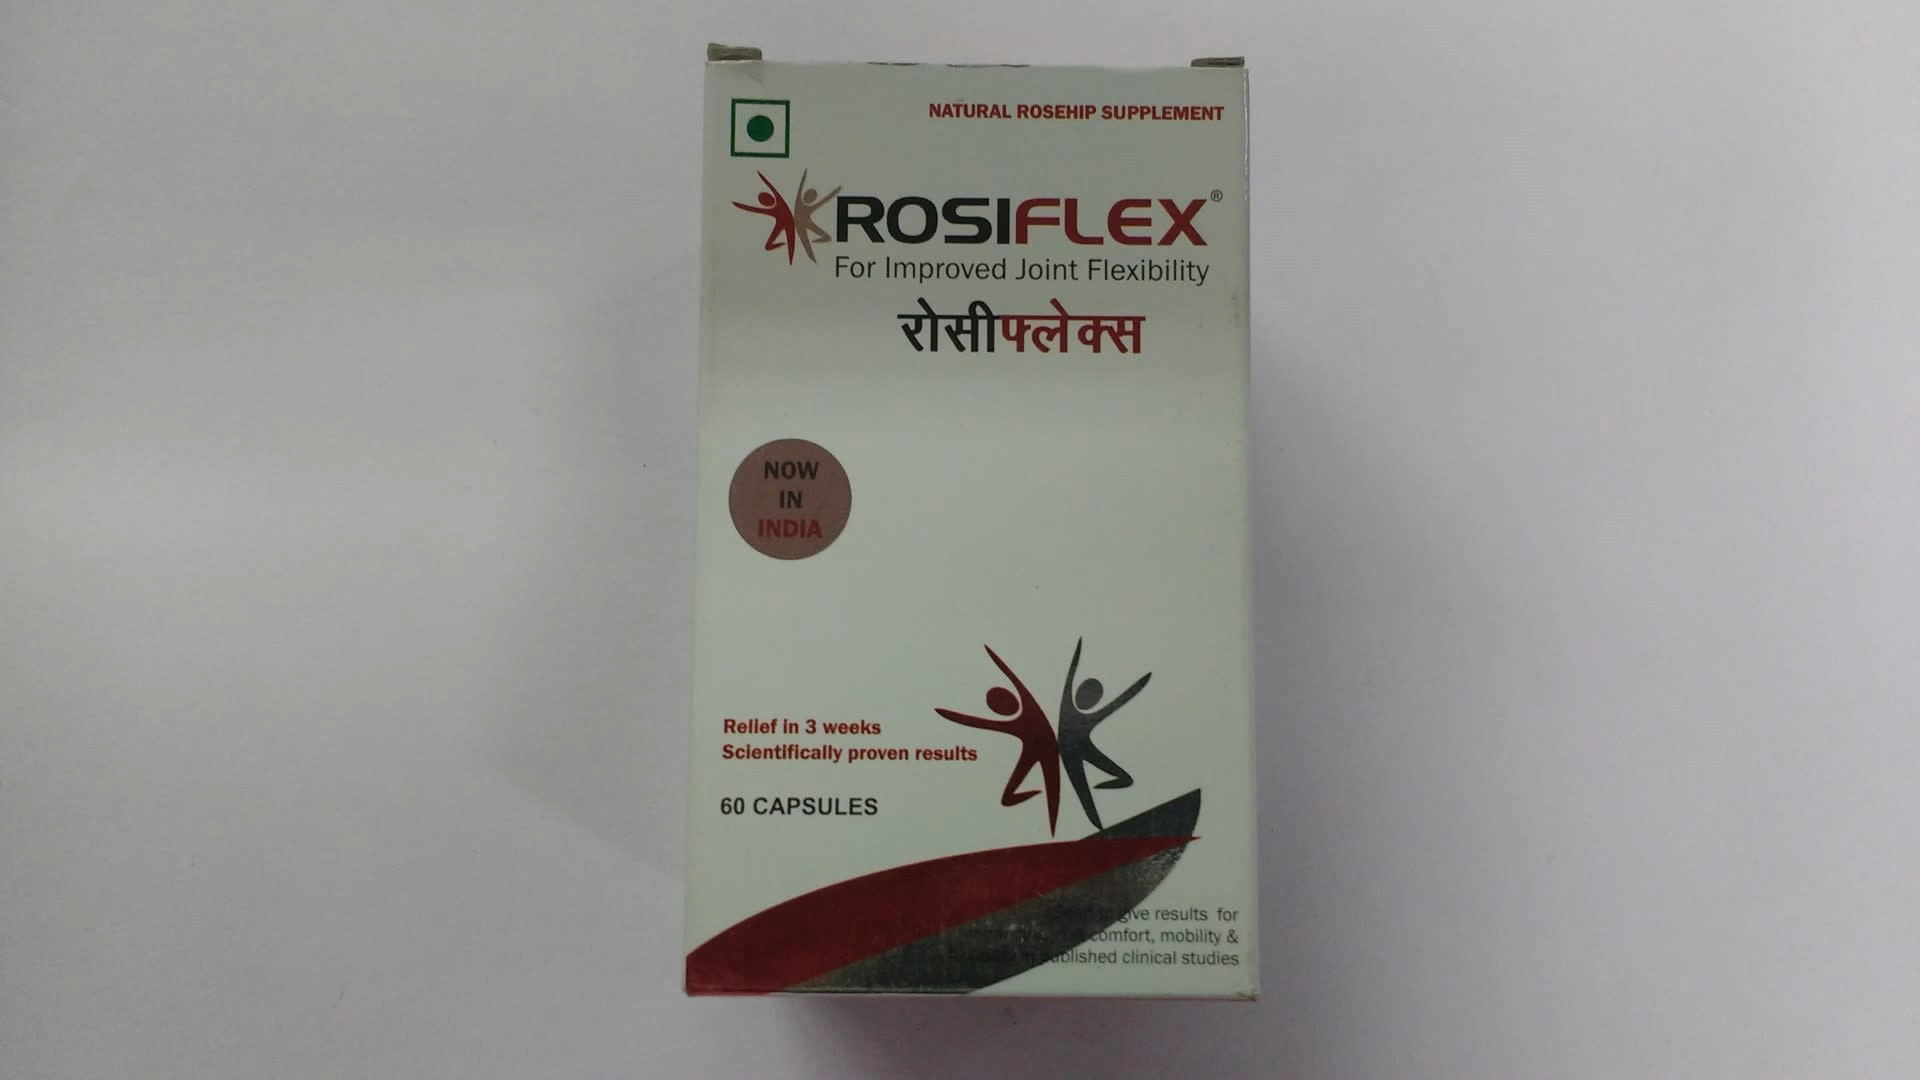 NATURAL ROSEHIP SUPPLEMENT
ROSIFLEX®
For Improved Joint Flexibility
रोसीफ्लेक्स
NOW
IN
INDIA
Relief in 3 weeks
Scientifically proven results
60 CAPSULES
give results for
comfort, mobility &
published clinical studies